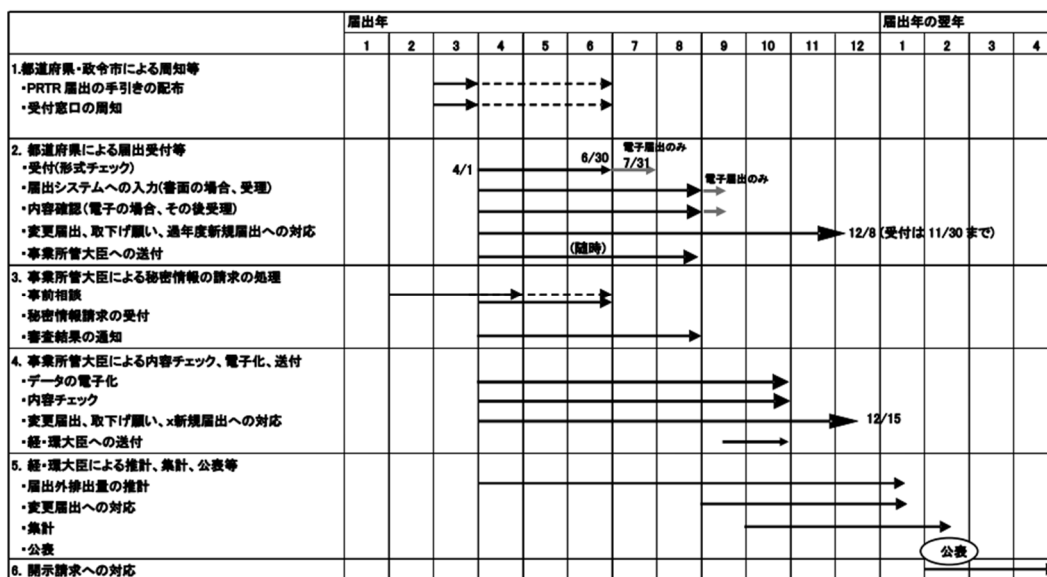 届出年 届出年の翌年
1 2 3 4 5 6 7 8 9 10 11 12 1 2 3 4
1.都道府県・政令市による周知等
・PRTR 届出の手引きの配布
・受付窓口の周知
2. 都道府県による届出受付等 電子届出のみ
・受付(形式チェック) 4/1 6/30 7/31
・届出システムへの入力(書面の場合、受理) 電子届出のみ
・内容確認(電子の場合、その後受理)
・変更届出、取下げ願い、過年度新規届出への対応 12/8 (受付は 11/30 まで)
・事業所管大臣への送付 (随時)
3. 事業所管大臣による秘密情報の請求の処理
・事前相談
・秘密情報請求の受付
・審査結果の通知
4. 事業所管大臣による内容チェック、電子化、送付
・データの電子化
・内容チェック
・変更届出、取下げ願い、x新規届出への対応 12/15
・経・環大臣への送付
5. 経・環大臣による推計、集計、公表等
・届出外排出量の推計
・変更届出への対応
・集計
・公表 公表
6. 開示請求への対応